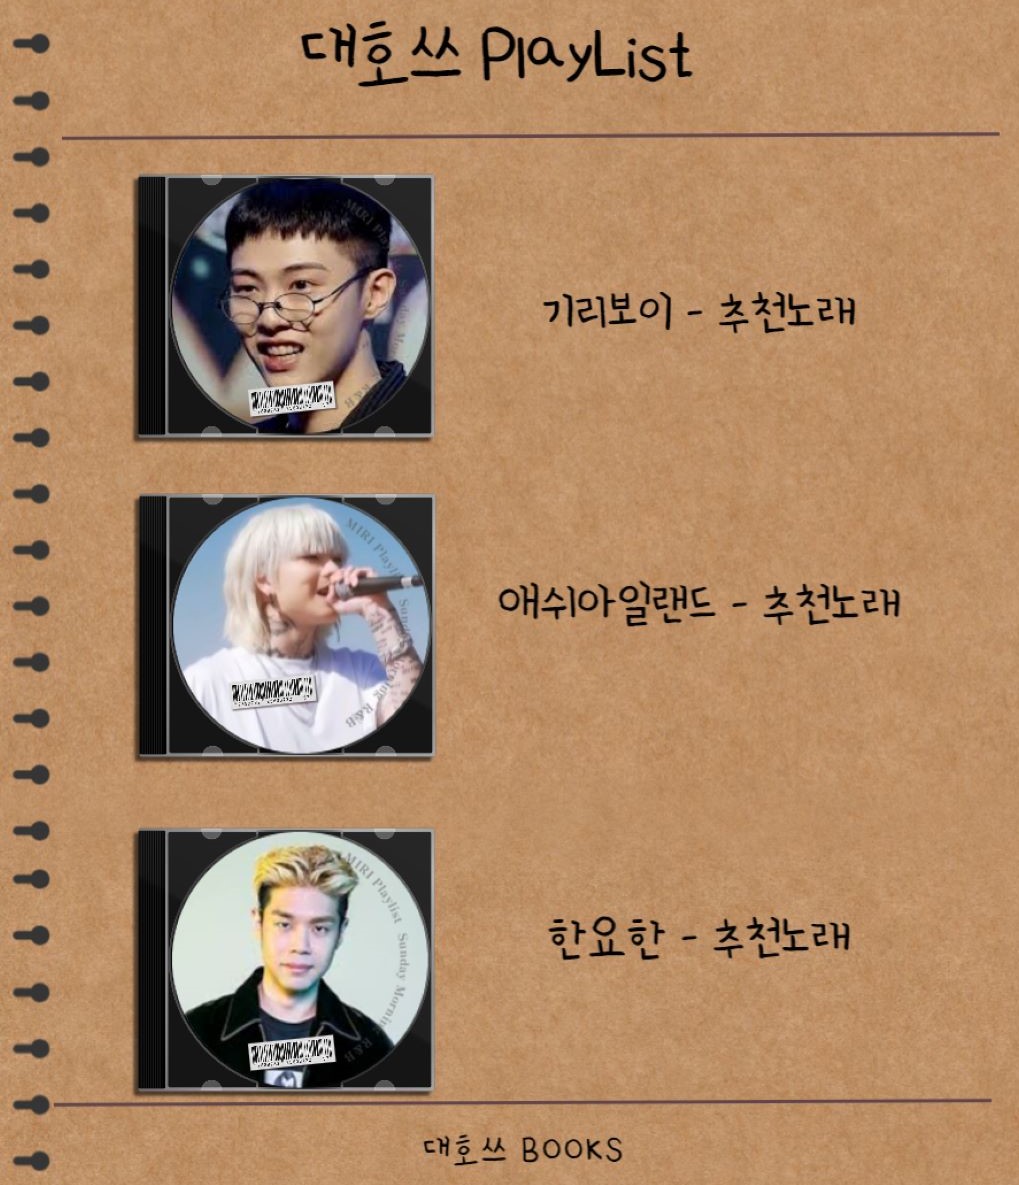 대호쓰 PlayList
MIRI Playlist Sunday Morning R&B
기리보이 - 추천노래
MIRI Playlist Sunday Morning R&B
애쉬아일랜드 - 추천노래
MIRI Playlist Sunday Morning R&B
한요한 - 추천노래
대호쓰 BOOKS